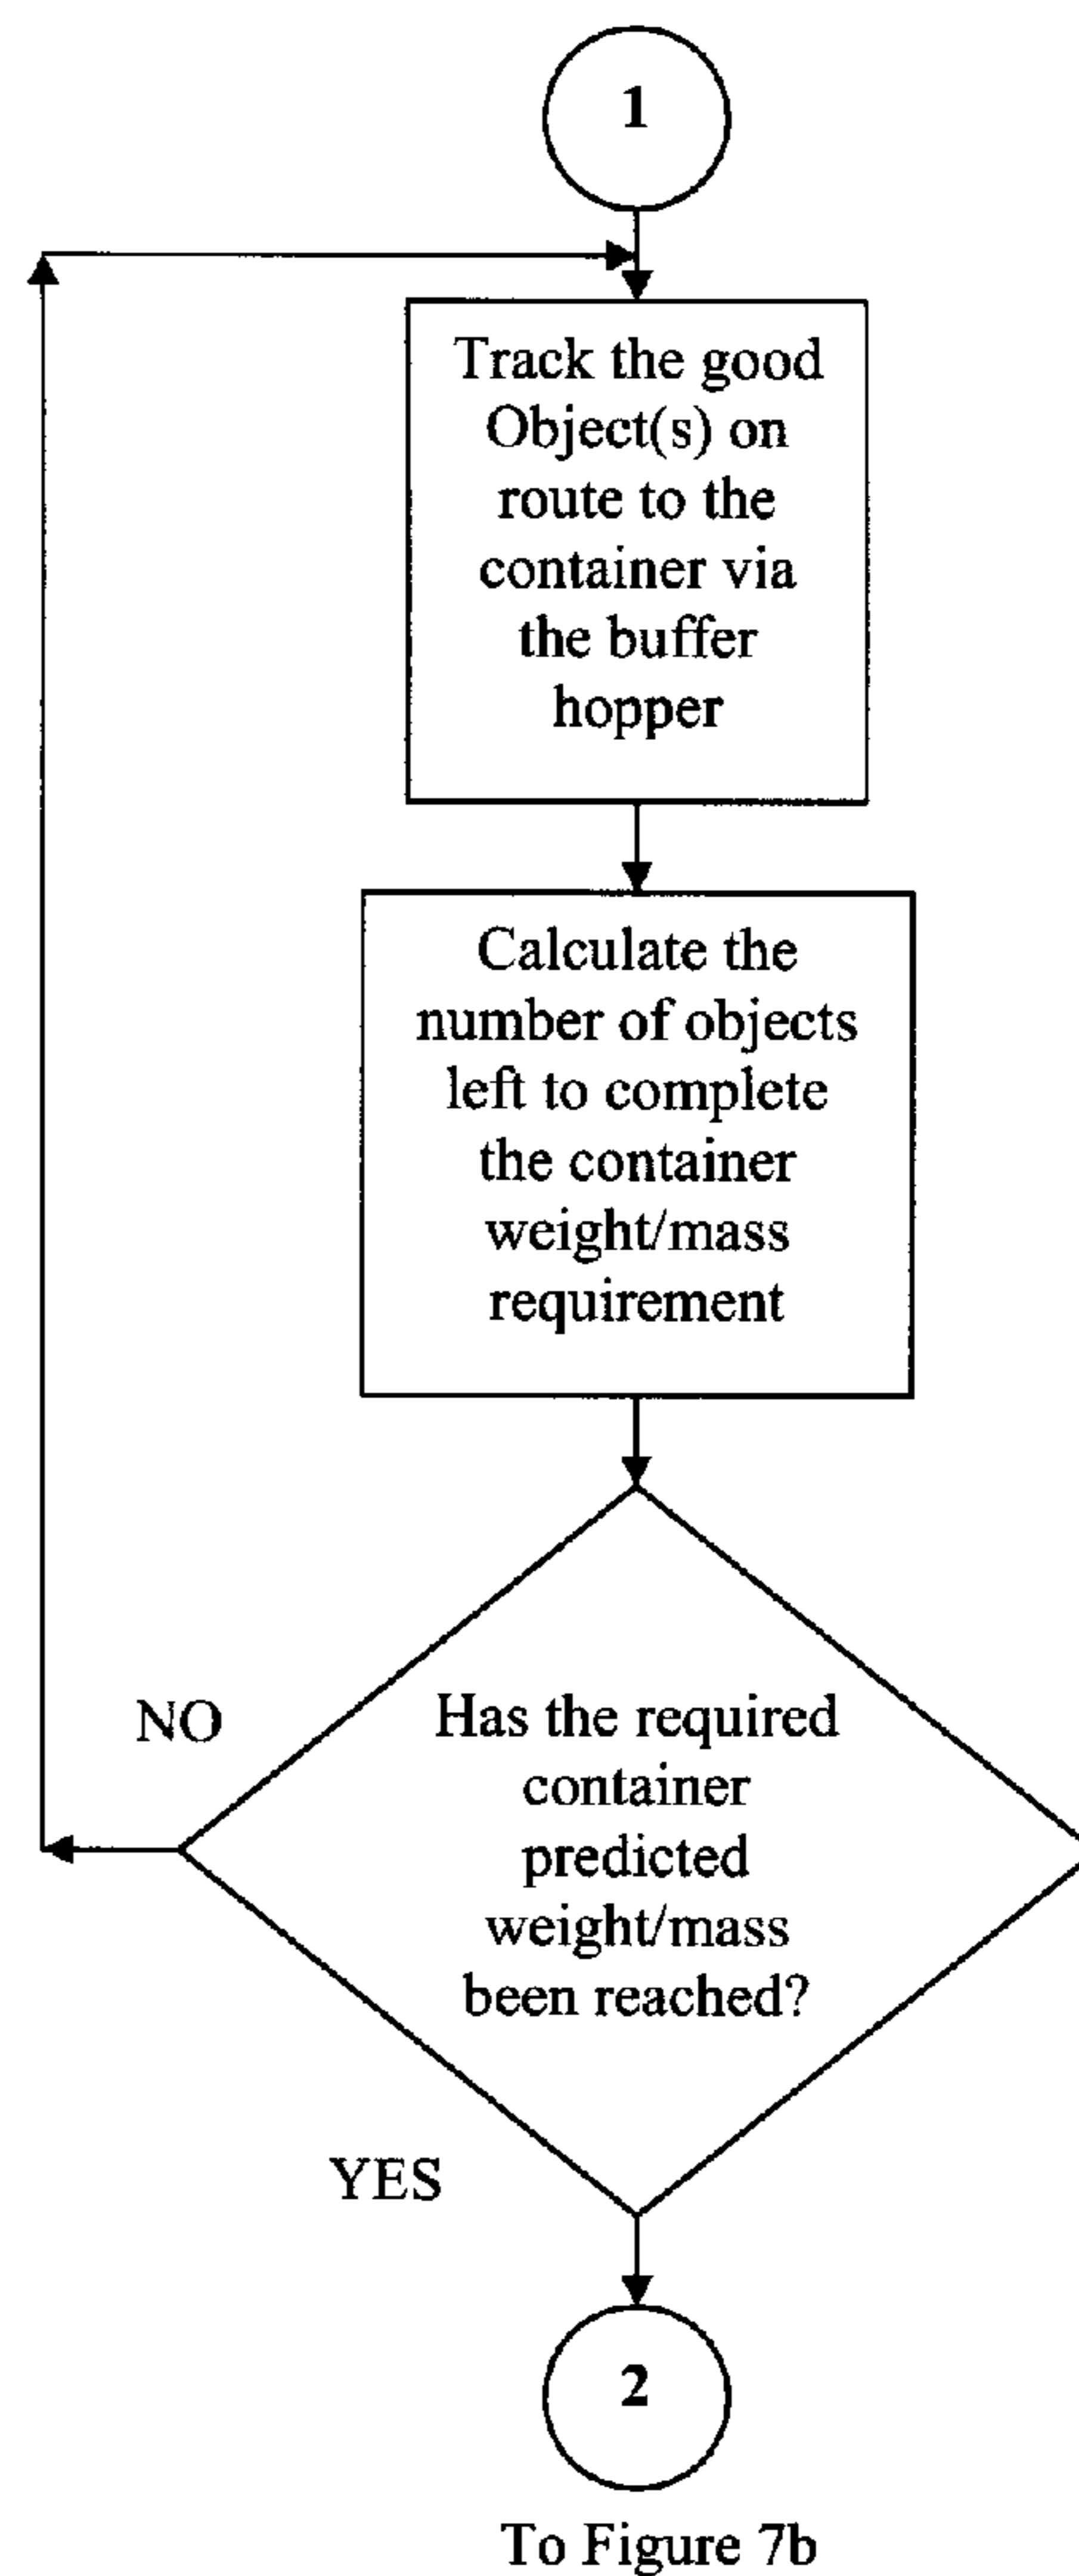 1
Track the good
Object(s) on
route to the
container via
the buffer
hopper
Calculate the
number of objects
left to complete
the container
weight/mass
requirement
NO
Has the required
container
predicted
weight/mass
been reached?
YES
2
To Figure 7b